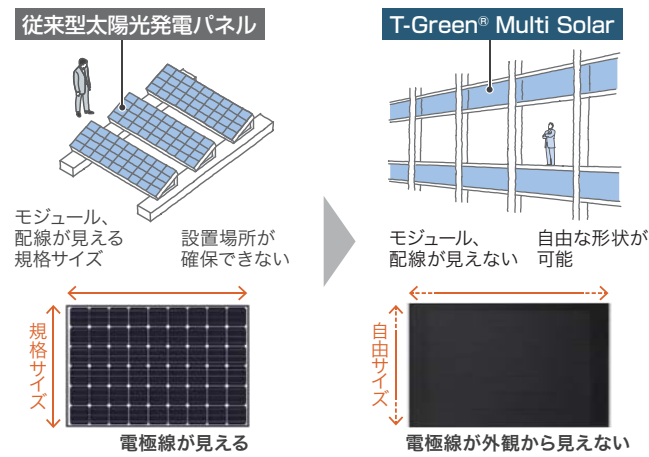 従来型太陽光発電パネル
T-Green® Multi Solar
モジュール、
配線が見える
規格サイズ
設置場所が
確保できない
モジュール、
配線が見えない
自由な形状が
可能
規格サイズ
自由サイズ
電極線が見える
電極線が外観から見えない